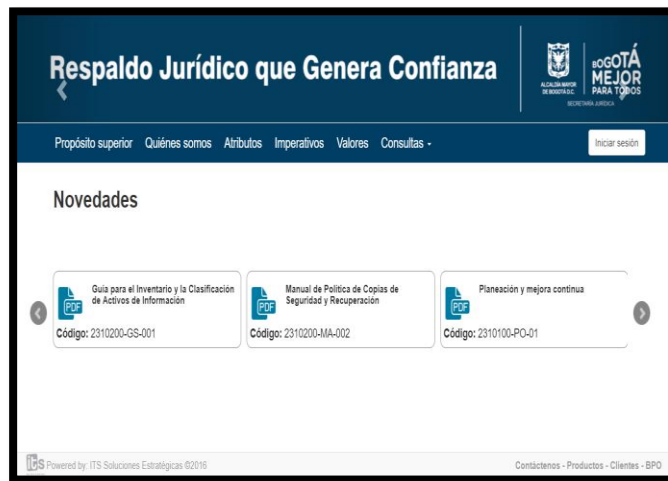 Respaldo Jurídico que Genera Confianza
ALCALDÍA MAYOR
DE BOGOTÁ D.C.
BOGOTÁ
MEJOR
PARA TODOS
SECRETARÍA JURÍDICA
Propósito superior Quiénes somos Atributos Imperativos Valores Consultas Iniciar sesión
Novedades
PDF
Guia para el Inventario y la Clasificación
de Activos de Información
Código: 2310200-GS-001
PDF
Manual de Política de Copias de
Seguridad y Recuperación
Código: 2310200-MA-002
PDF
Planeación y mejora continua
Código: 2310100-PO-01
its Powered by: ITS Soluciones Estratégicas ©2016
Contáctenos - Productos - Clientes - BPO